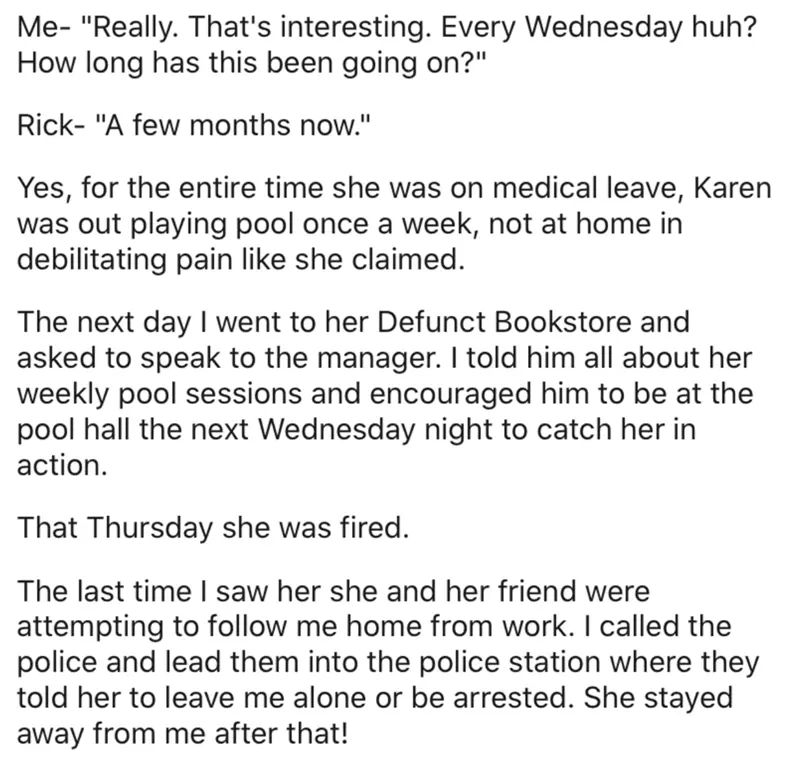 Me- "Really. That's interesting. Every Wednesday huh?
How long has this been going on?"
Rick- "A few months now."
Yes, for the entire time she was on medical leave, Karen
was out playing pool once a week, not at home in
debilitating pain like she claimed.
The next day I went to her Defunct Bookstore and
asked to speak to the manager. I told him all about her
weekly pool sessions and encouraged him to be at the
pool hall the next Wednesday night to catch her in
action.
That Thursday she was fired.
The last time I saw her she and her friend were
attempting to follow me home from work. I called the
police and lead them into the police station where they
told her to leave me alone or be arrested. She stayed
away from me after that!